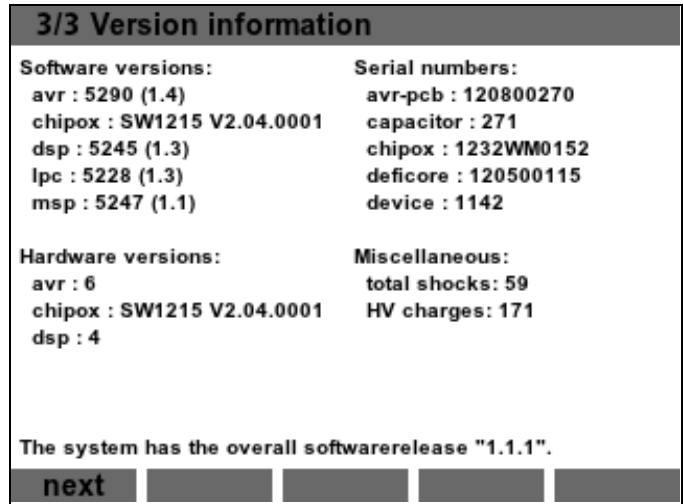 3/3 Version information
Software versions:
avr : 5290 (1.4)
chipox : SW1215 V2.04.0001
dsp : 5245 (1.3)
lpc : 5228 (1.3)
msp : 5247 (1.1)
Hardware versions:
avr : 6
chipox : SW1215 V2.04.0001
dsp : 4
Serial numbers:
avr-pcb : 120800270
capacitor : 271
chipox : 1232WM0152
deficore : 120500115
device : 1142
Miscellaneous:
total shocks: 59
HV charges: 171
The system has the overall softwarerelease "1.1.1".
next